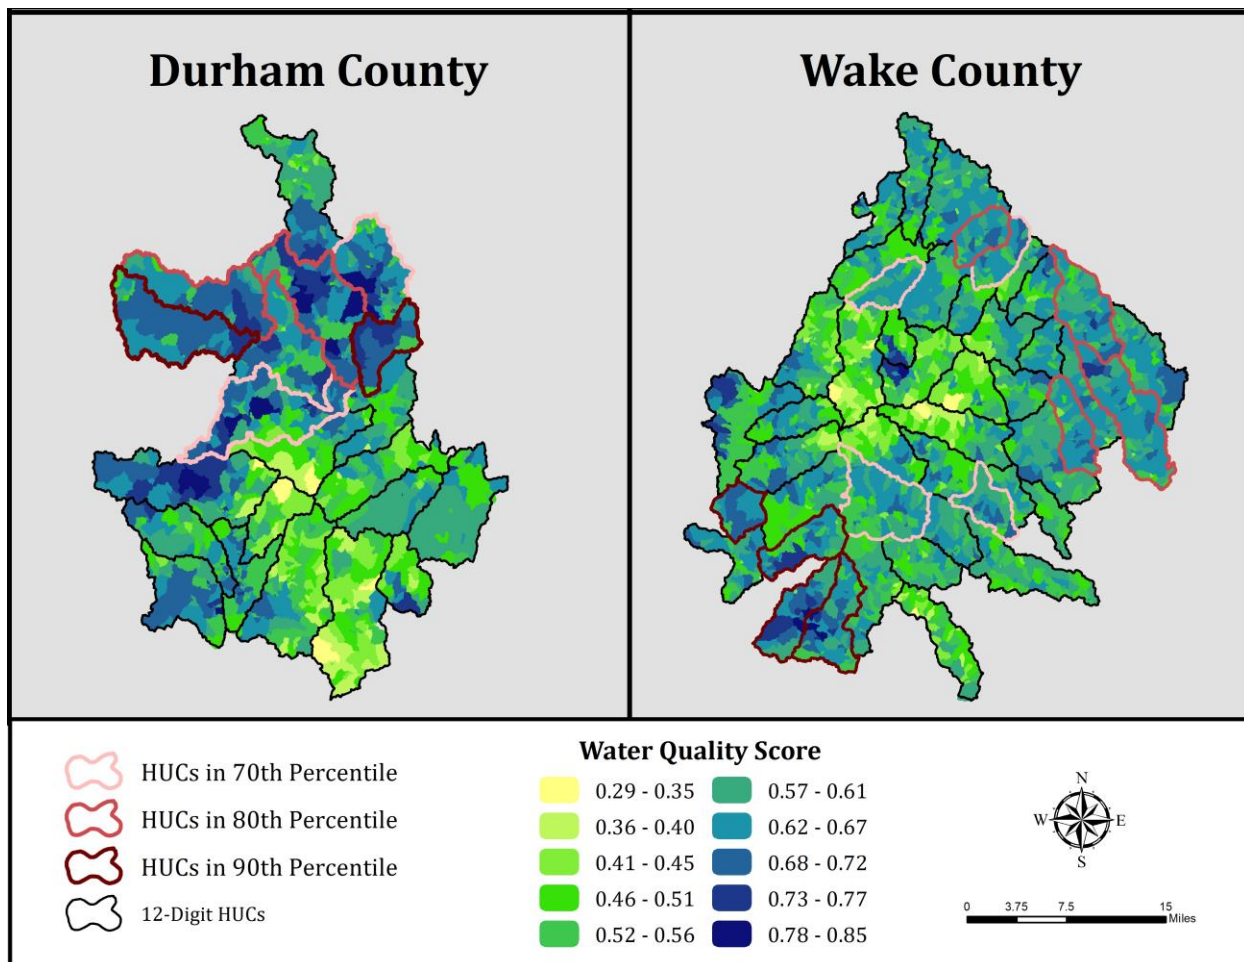 Durham County
Wake County
HUCs in 70th Percentile
HUCs in 80th Percentile
HUCs in 90th Percentile
12-Digit HUCs
Water Quality Score
0.29 - 0.35
0.36 - 0.40
0.41 - 0.45
0.46 - 0.51
0.52 - 0.56
0.57 - 0.61
0.62 - 0.67
0.68 - 0.72
0.73 - 0.77
0.78 - 0.85
N
W E
S
0 3.75 7.5 15
Miles